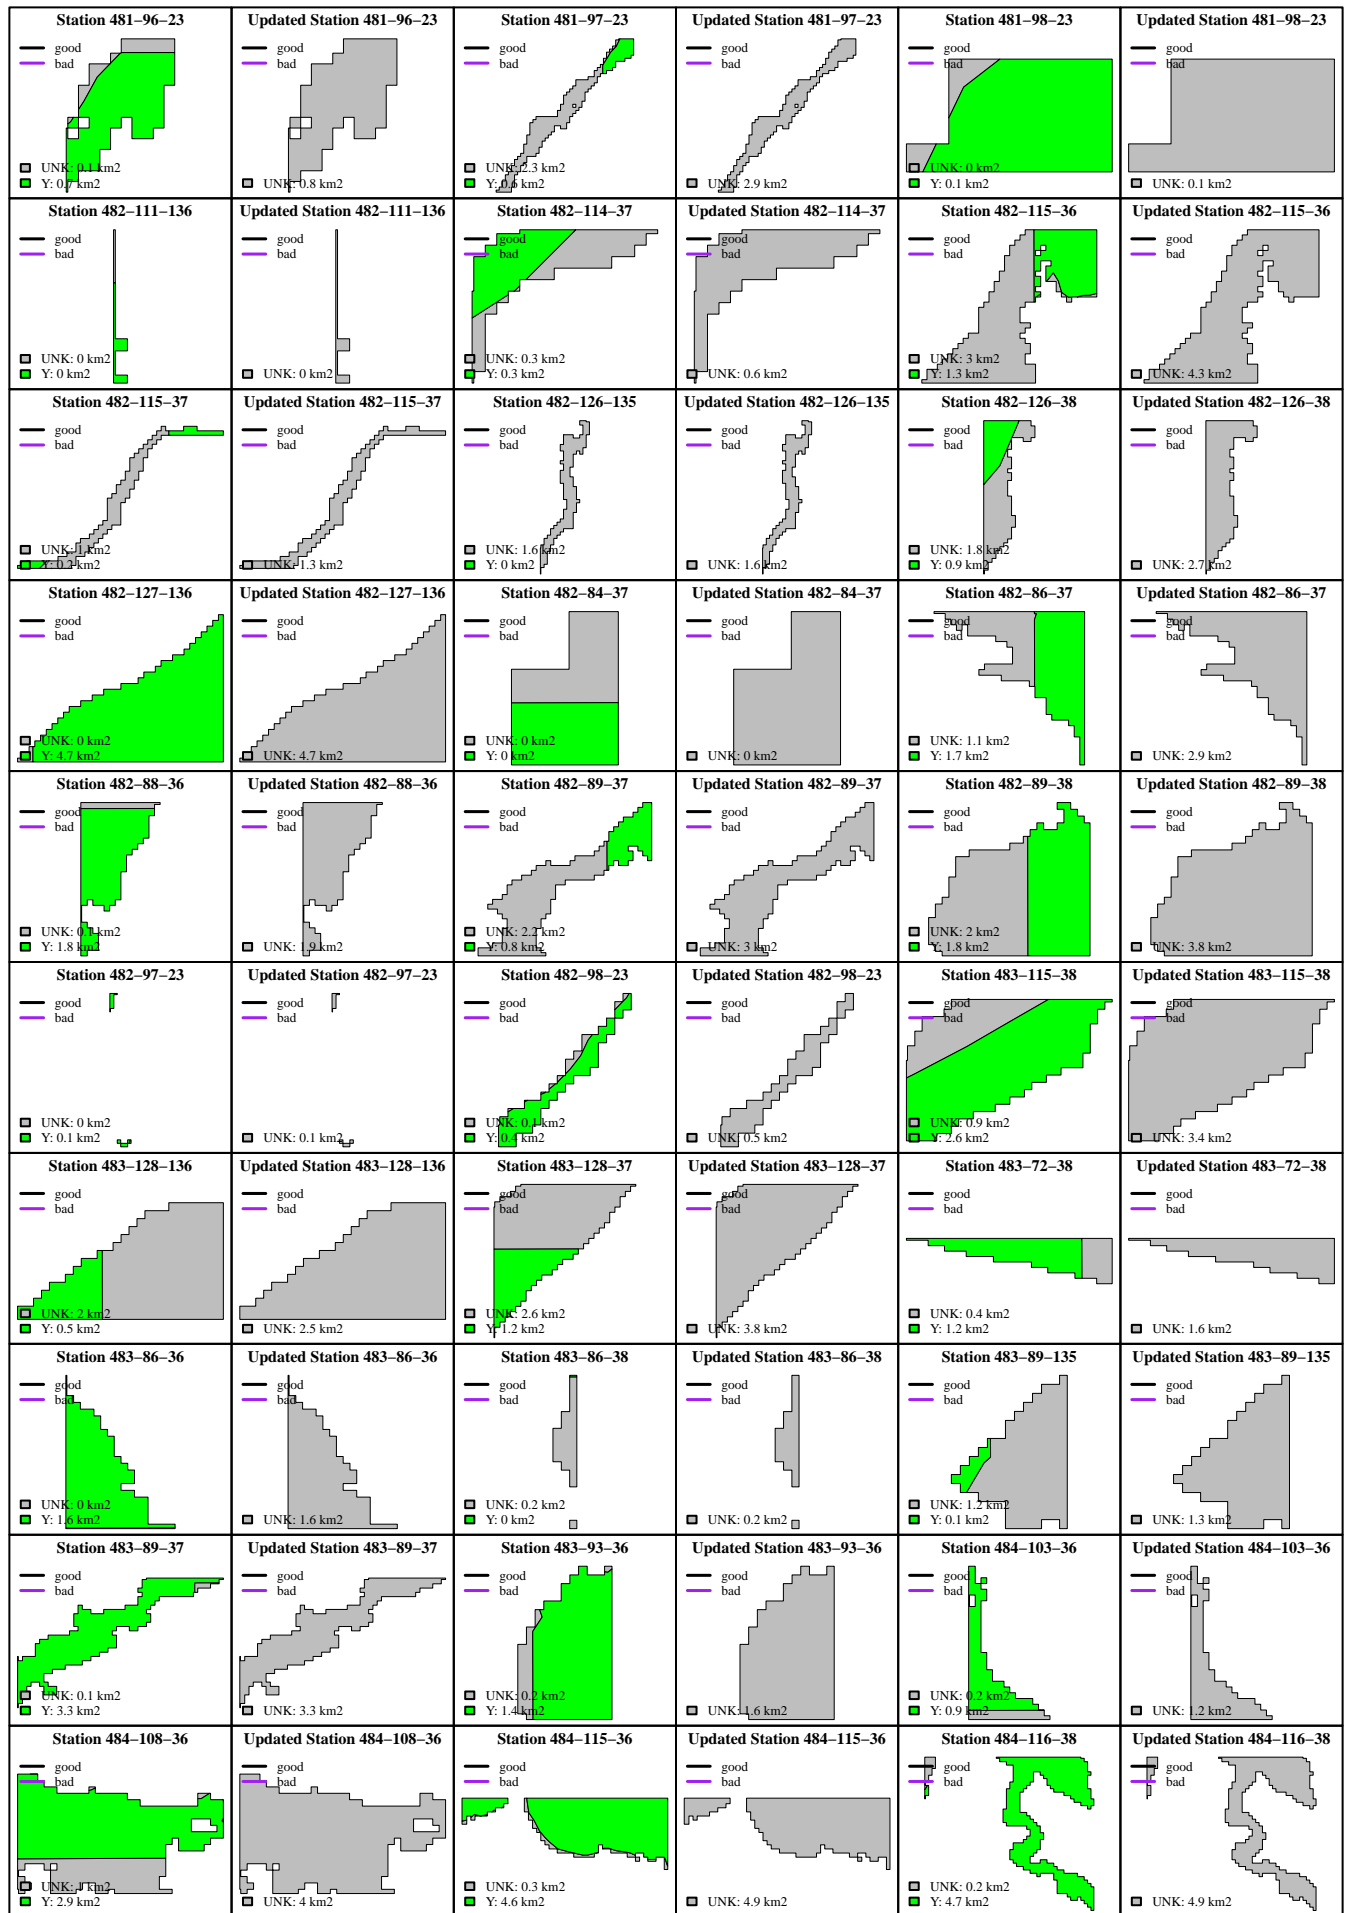 Station 481−96−23
good
bad
UNK: 0.1 km2
Y: 0.7 km2
Updated Station 481−96−23
good
bad
UNK: 0.8 km2
Station 481−97−23
good
bad
UNK: 2.3 km2
Y: 0.6 km2
Updated Station 481−97−23
good
bad
UNK: 2.9 km2
Station 481−98−23
good
bad
UNK: 0 km2
Y: 0.1 km2
Updated Station 481−98−23
good
bad
UNK: 0.1 km2
Station 482−111−136
good
bad
UNK: 0 km2
Y: 0 km2
Updated Station 482−111−136
good
bad
UNK: 0 km2
Station 482−114−37
good
bad
UNK: 0.3 km2
Y: 0.3 km2
Updated Station 482−114−37
good
bad
UNK: 0.6 km2
Station 482−115−36
good
bad
UNK: 3 km2
Y: 1.3 km2
Updated Station 482−115−36
good
bad
UNK: 4.3 km2
Station 482−115−37
good
bad
UNK: 1 km2
Y: 0.2 km2
Updated Station 482−115−37
good
bad
UNK: 1.3 km2
Station 482−126−135
good
bad
UNK: 1.6 km2
Y: 0 km2
Updated Station 482−126−135
good
bad
UNK: 1.6 km2
Station 482−126−38
good
bad
UNK: 1.8 km2
Y: 0.9 km2
Updated Station 482−126−38
good
bad
UNK: 2.7 km2
Station 482−127−136
good
bad
UNK: 0 km2
Y: 4.7 km2
Updated Station 482−127−136
good
bad
UNK: 4.7 km2
Station 482−84−37
good
bad
UNK: 0 km2
Y: 0 km2
Updated Station 482−84−37
good
bad
UNK: 0 km2
Station 482−86−37
good
bad
UNK: 1.1 km2
Y: 1.7 km2
Updated Station 482−86−37
good
bad
UNK: 2.9 km2
Station 482−88−36
good
bad
UNK: 0.1 km2
Y: 1.8 km2
Updated Station 482−88−36
good
bad
UNK: 1.9 km2
Station 482−89−37
good
bad
UNK: 2.2 km2
Y: 0.8 km2
Updated Station 482−89−37
good
bad
UNK: 3 km2
Station 482−89−38
good
bad
UNK: 2 km2
Y: 1.8 km2
Updated Station 482−89−38
good
bad
UNK: 3.8 km2
Station 482−97−23
good
bad
UNK: 0 km2
Y: 0.1 km2
Updated Station 482−97−23
good
bad
UNK: 0.1 km2
Station 482−98−23
good
bad
UNK: 0.1 km2
Y: 0.4 km2
Updated Station 482−98−23
good
bad
UNK: 0.5 km2
Station 483−115−38
good
bad
UNK: 0.9 km2
Y: 2.6 km2
Updated Station 483−115−38
good
bad
UNK: 3.4 km2
Station 483−128−136
good
bad
UNK: 2 km2
Y: 0.5 km2
Updated Station 483−128−136
good
bad
UNK: 2.5 km2
Station 483−128−37
good
bad
UNK: 2.6 km2
Y: 1.2 km2
Updated Station 483−128−37
good
bad
UNK: 3.8 km2
Station 483−72−38
good
bad
UNK: 0.4 km2
Y: 1.2 km2
Updated Station 483−72−38
good
bad
UNK: 1.6 km2
Station 483−86−36
good
bad
UNK: 0 km2
Y: 1.6 km2
Updated Station 483−86−36
good
bad
UNK: 1.6 km2
Station 483−86−38
good
bad
UNK: 0.2 km2
Y: 0 km2
Updated Station 483−86−38
good
bad
UNK: 0.2 km2
Station 483−89−135
good
bad
UNK: 1.2 km2
Y: 0.1 km2
Updated Station 483−89−135
good
bad
UNK: 1.3 km2
Station 483−89−37
good
bad
UNK: 0.1 km2
Y: 3.3 km2
Updated Station 483−89−37
good
bad
UNK: 3.3 km2
Station 483−93−36
good
bad
UNK: 0.2 km2
Y: 1.4 km2
Updated Station 483−93−36
good
bad
UNK: 1.6 km2
Station 484−103−36
good
bad
UNK: 0.2 km2
Y: 0.9 km2
Updated Station 484−103−36
good
bad
UNK: 1.2 km2
Station 484−108−36
good
bad
UNK: 1 km2
Y: 2.9 km2
Updated Station 484−108−36
good
bad
UNK: 4 km2
Station 484−115−36
good
bad
UNK: 0.3 km2
Y: 4.6 km2
Updated Station 484−115−36
good
bad
UNK: 4.9 km2
Station 484−116−38
good
bad
UNK: 0.2 km2
Y: 4.7 km2
Updated Station 484−116−38
good
bad
UNK: 4.9 km2